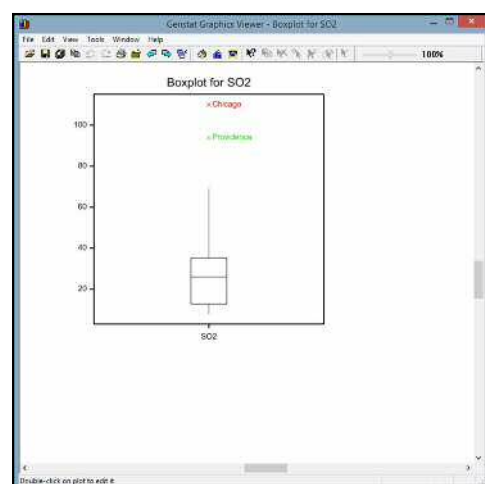 Genstat Graphics Viewer - Boxplot for SO2
File Edit View Tools Window Help
100%
Boxplot for SO2
Chicago
100
Providence
80
60
40
20
SO2
Double-click on plot to edit it